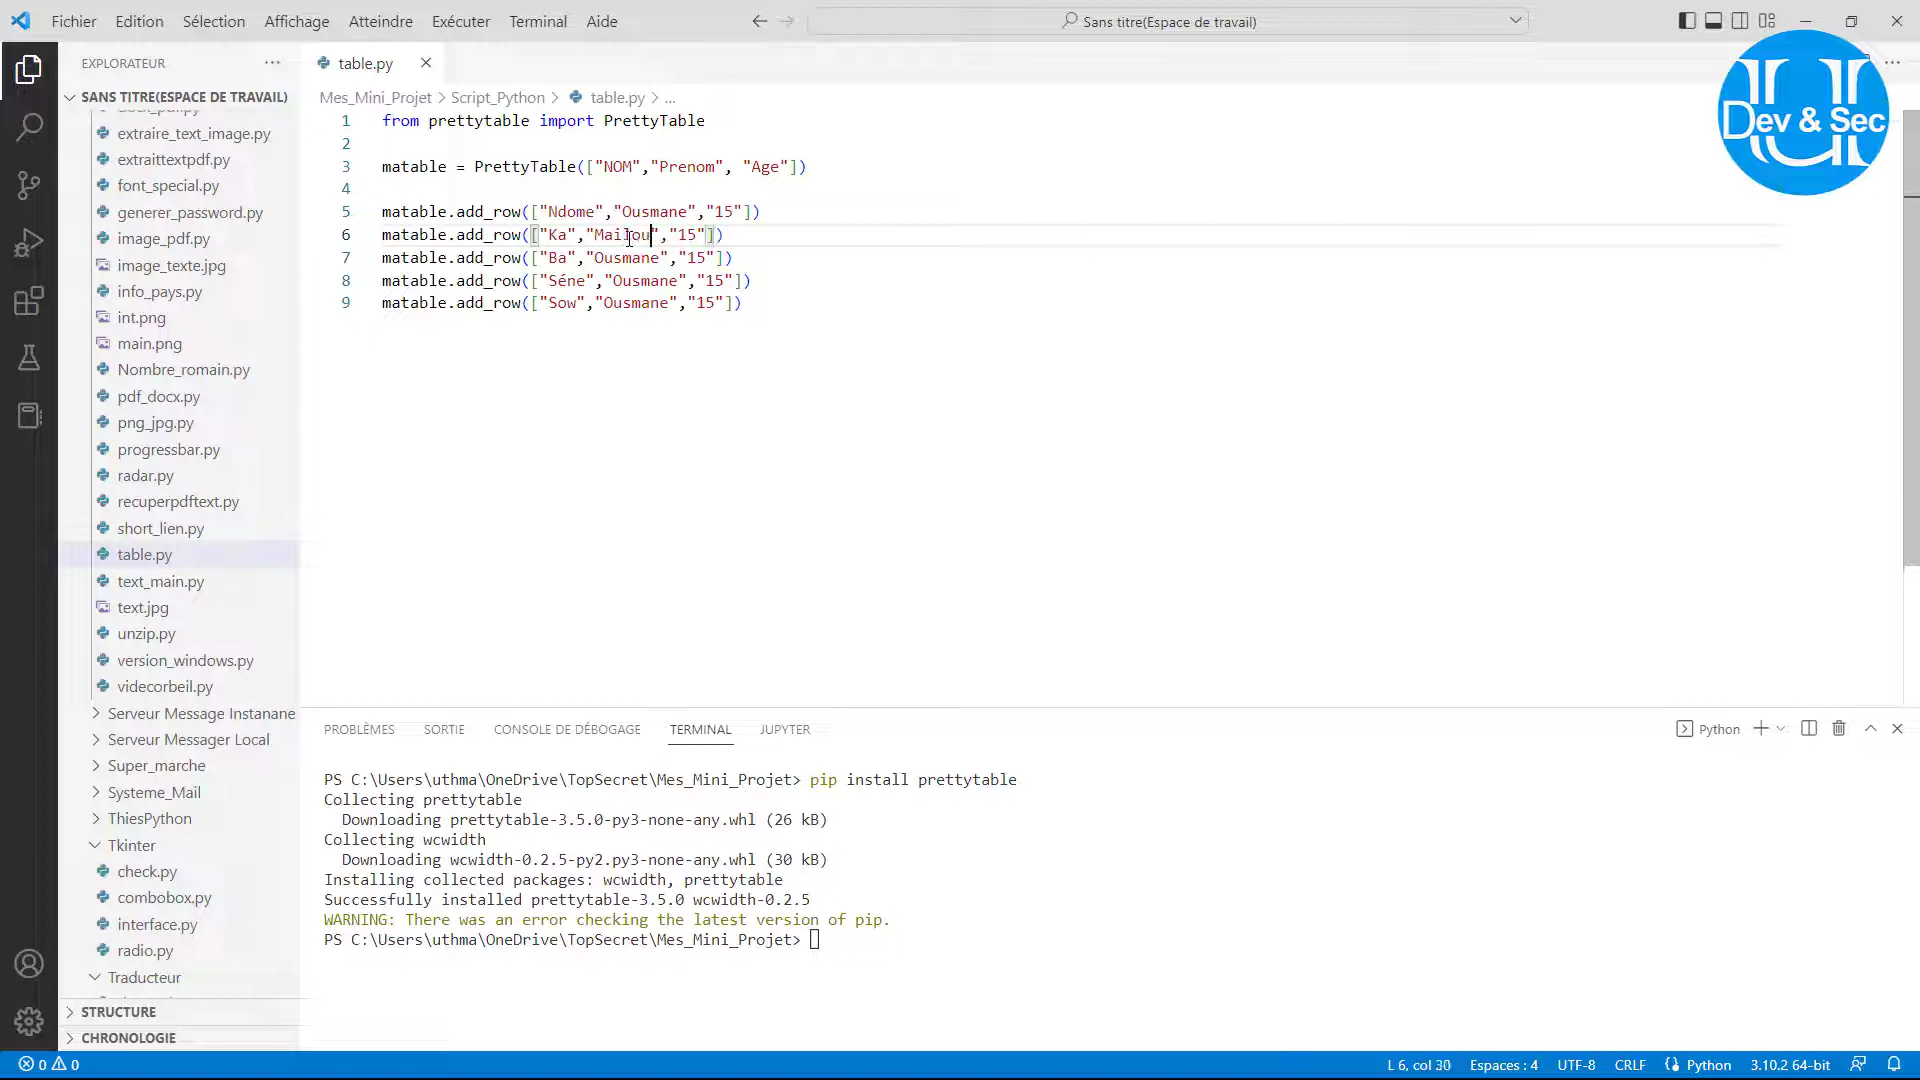 Fichier Edition Sélection Affichage Atteindre Exécuter Terminal Aide
Sans titre(Espace de travail)
EXPLORATEUR
table.py
Dev & Sec
SANS TITRE(ESPACE DE TRAVAIL)
Mes_Mini_Projet > Script_Python > table.py > ...
extraire_text_image.py
extraittextpdf.py
font_special.py
generer_password.py
image_pdf.py
image_texte.jpg
info_pays.py
int.png
main.png
Nombre_romain.py
pdf_docx.py
png_jpg.py
progressbar.py
radar.py
recuperpdftext.py
short_lien.py
table.py
text_main.py
text.jpg
unzip.py
version_windows.py
videcorbeil.py
Serveur Message Instanane
Serveur Messager Local
Super_marche
Systeme_Mail
ThiesPython
Tkinter
check.py
combobox.py
interface.py
radio.py
Traducteur
STRUCTURE
CHRONOLOGIE
1 from prettytable import PrettyTable
2
3 matable = PrettyTable(["NOM","Prenom", "Age"])
4
5 matable.add_row(["Ndome","Ousmane","15"])
6 matable.add_row(["Ka","Mailou","15"])
7 matable.add_row(["Ba","Ousmane","15"])
8 matable.add_row(["Séne","Ousmane","15"])
9 matable.add_row(["Sow","Ousmane","15"])
PROBLÈMES SORTIE CONSOLE DE DÉBOGAGE TERMINAL JUPYTER
Python
PS C:\Users\uthma\OneDrive\TopSecret\Mes_Mini_Projet> pip install prettytable
Collecting prettytable
Downloading prettytable-3.5.0-py3-none-any.whl (26 kB)
Collecting wcwidth
Downloading wcwidth-0.2.5-py2.py3-none-any.whl (30 kB)
Installing collected packages: wcwidth, prettytable
Successfully installed prettytable-3.5.0 wcwidth-0.2.5
WARNING: There was an error checking the latest version of pip.
PS C:\Users\uthma\OneDrive\TopSecret\Mes_Mini_Projet>
0 0
L 6, col 30 Espaces : 4 UTF-8 CRLF Python 3.10.2 64-bit